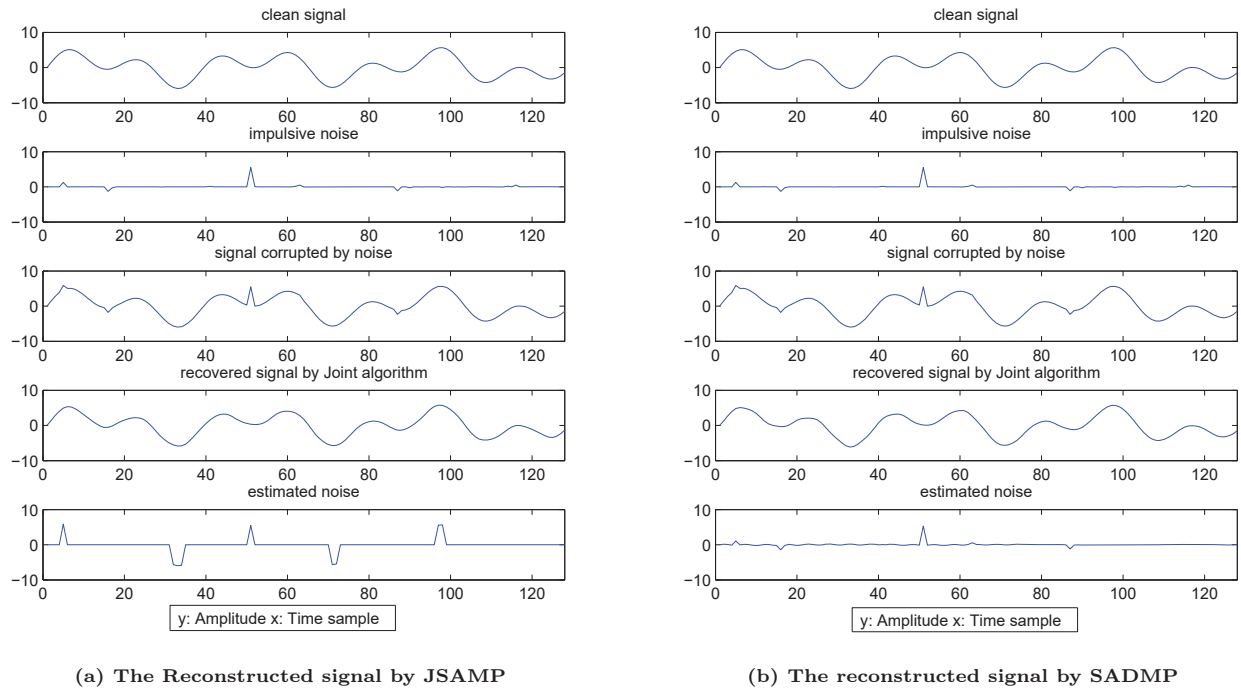 clean signal
10
0
−10
0 20 40 60 80 100 120
impulsive noise
10
0
−10
0 20 40 60 80 100 120
signal corrupted by noise
10
0
−10
0 20 40 60 80 100 120
recovered signal by Joint algorithm
10
0
−10
0 20 40 60 80 100 120
estimated noise
10
0
−10
0 20 40 60 80 100 120
y: Amplitude x: Time sample
(a) The Reconstructed signal by JSAMP
clean signal
10
0
−10
0 20 40 60 80 100 120
impulsive noise
10
0
−10
0 20 40 60 80 100 120
signal corrupted by noise
10
0
−10
0 20 40 60 80 100 120
recovered signal by Joint algorithm
10
0
−10
0 20 40 60 80 100 120
estimated noise
10
0
−10
0 20 40 60 80 100 120
y: Amplitude x: Time sample
(b) The reconstructed signal by SADMP